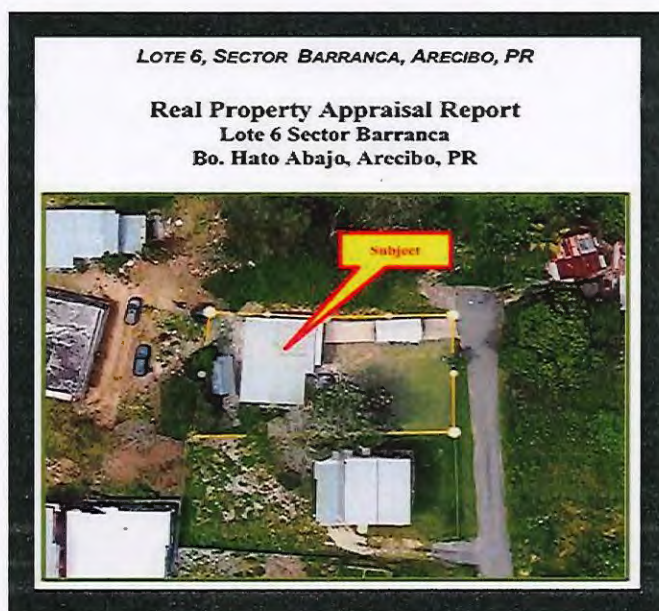 LOTE 6, SECTOR BARRANCA, ARECIBO, PR
Real Property Appraisal Report
Lote 6 Sector Barranca
Bo. Hato Abajo, Arecibo, PR
Subject